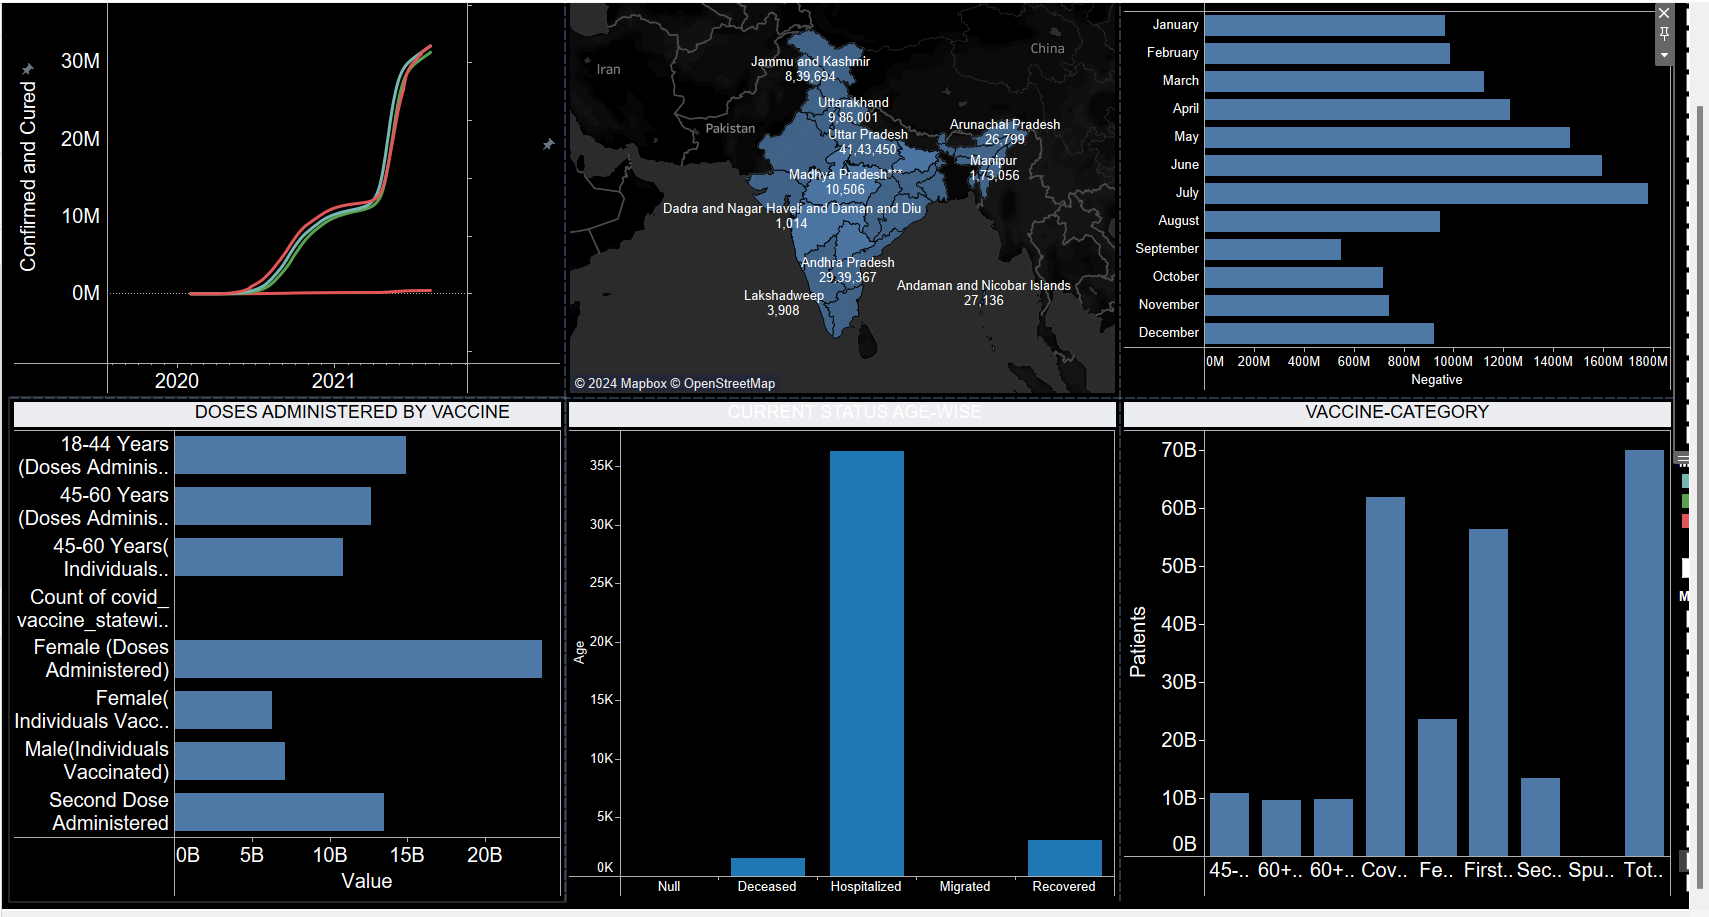 30M
20M
10M
0M
Confirmed and Cured
2020
2021
Iran
China
Pakistan
Jammu and Kashmir
8,39,694
Uttarakhand
9,86,001
Uttar Pradesh
41,43,450
Arunachal Pradesh
26,799
Manipur
1,73,056
Madhya Pradesh***
10,506
Dadra and Nagar Haveli and Daman and Diu
1,014
Andhra Pradesh
29,39,367
Andaman and Nicobar Islands
27,136
Lakshadweep
3,908
© 2024 Mapbox © OpenStreetMap
January
February
March
April
May
June
July
August
September
October
November
December
0M 200M 400M 600M 800M 1000M 1200M 1400M 1600M 1800M
Negative
DOSES ADMINISTERED BY VACCINE
18-44 Years
(Doses Adminis..
45-60 Years
(Doses Adminis..
45-60 Years(
Individuals..
Count of covid_
vaccine_statewi..
Female (Doses
Administered)
Female(
Individuals Vacc..
Male(Individuals
Vaccinated)
Second Dose
Administered
0B 5B 10B 15B 20B
Value
CURRENT STATUS AGE-WISE
35K
30K
25K
20K
15K
10K
5K
0K
Age
Null Deceased Hospitalized Migrated Recovered
VACCINE-CATEGORY
70B
60B
50B
40B
30B
20B
10B
0B
Patients
45-.. 60+.. 60+.. Cov.. Fe.. First.. Sec.. Spu.. Tot..